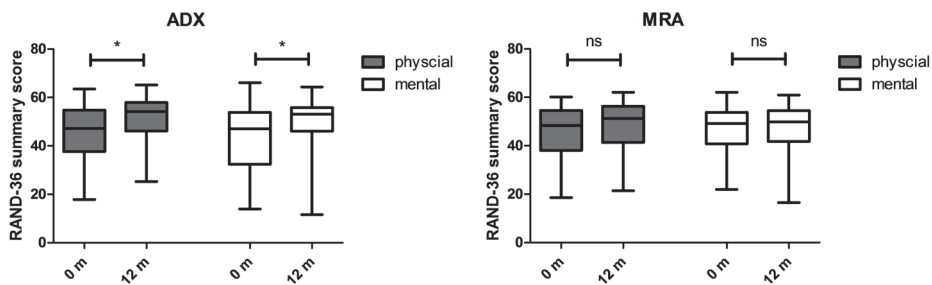 ADX
RAND-36 summary score
80
60
40
20
0
*
*
0 m
12 m
0 m
12 m
physcial
mental
MRA
RAND-36 summary score
80
60
40
20
0
ns
ns
0 m
12 m
0 m
12 m
physcial
mental